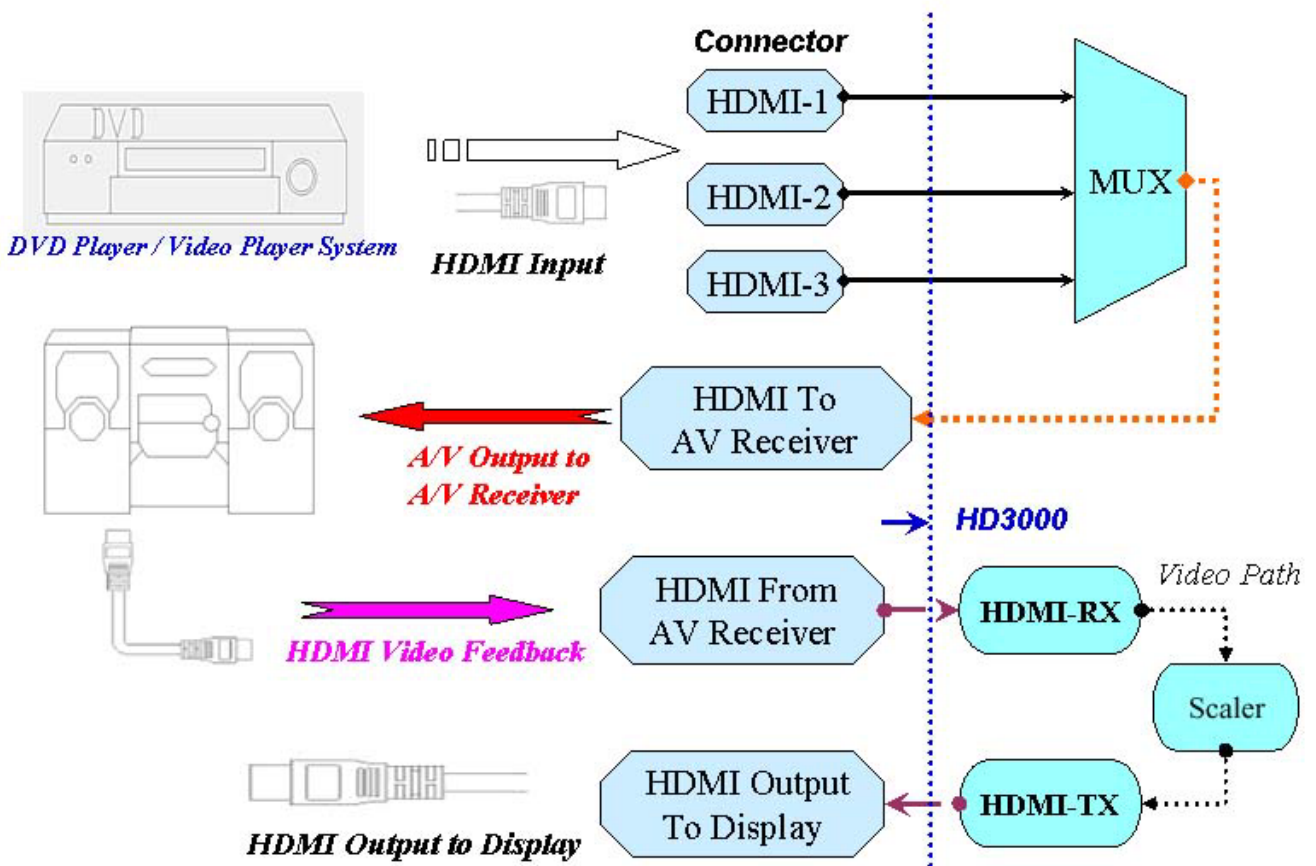 Connector
HDMI-1
DVD
MUX
HDMI-2
DVD Player / Video Player System
HDMI Input
HDMI-3
HDMI To
AV Receiver
A/V Output to
A/V Receiver
HD3000
HDMI From
AV Receiver
HDMI-RX
Video Path
HDMI Video Feedback
Scaler
HDMI Output
To Display
HDMI-TX
HDMI Output to Display